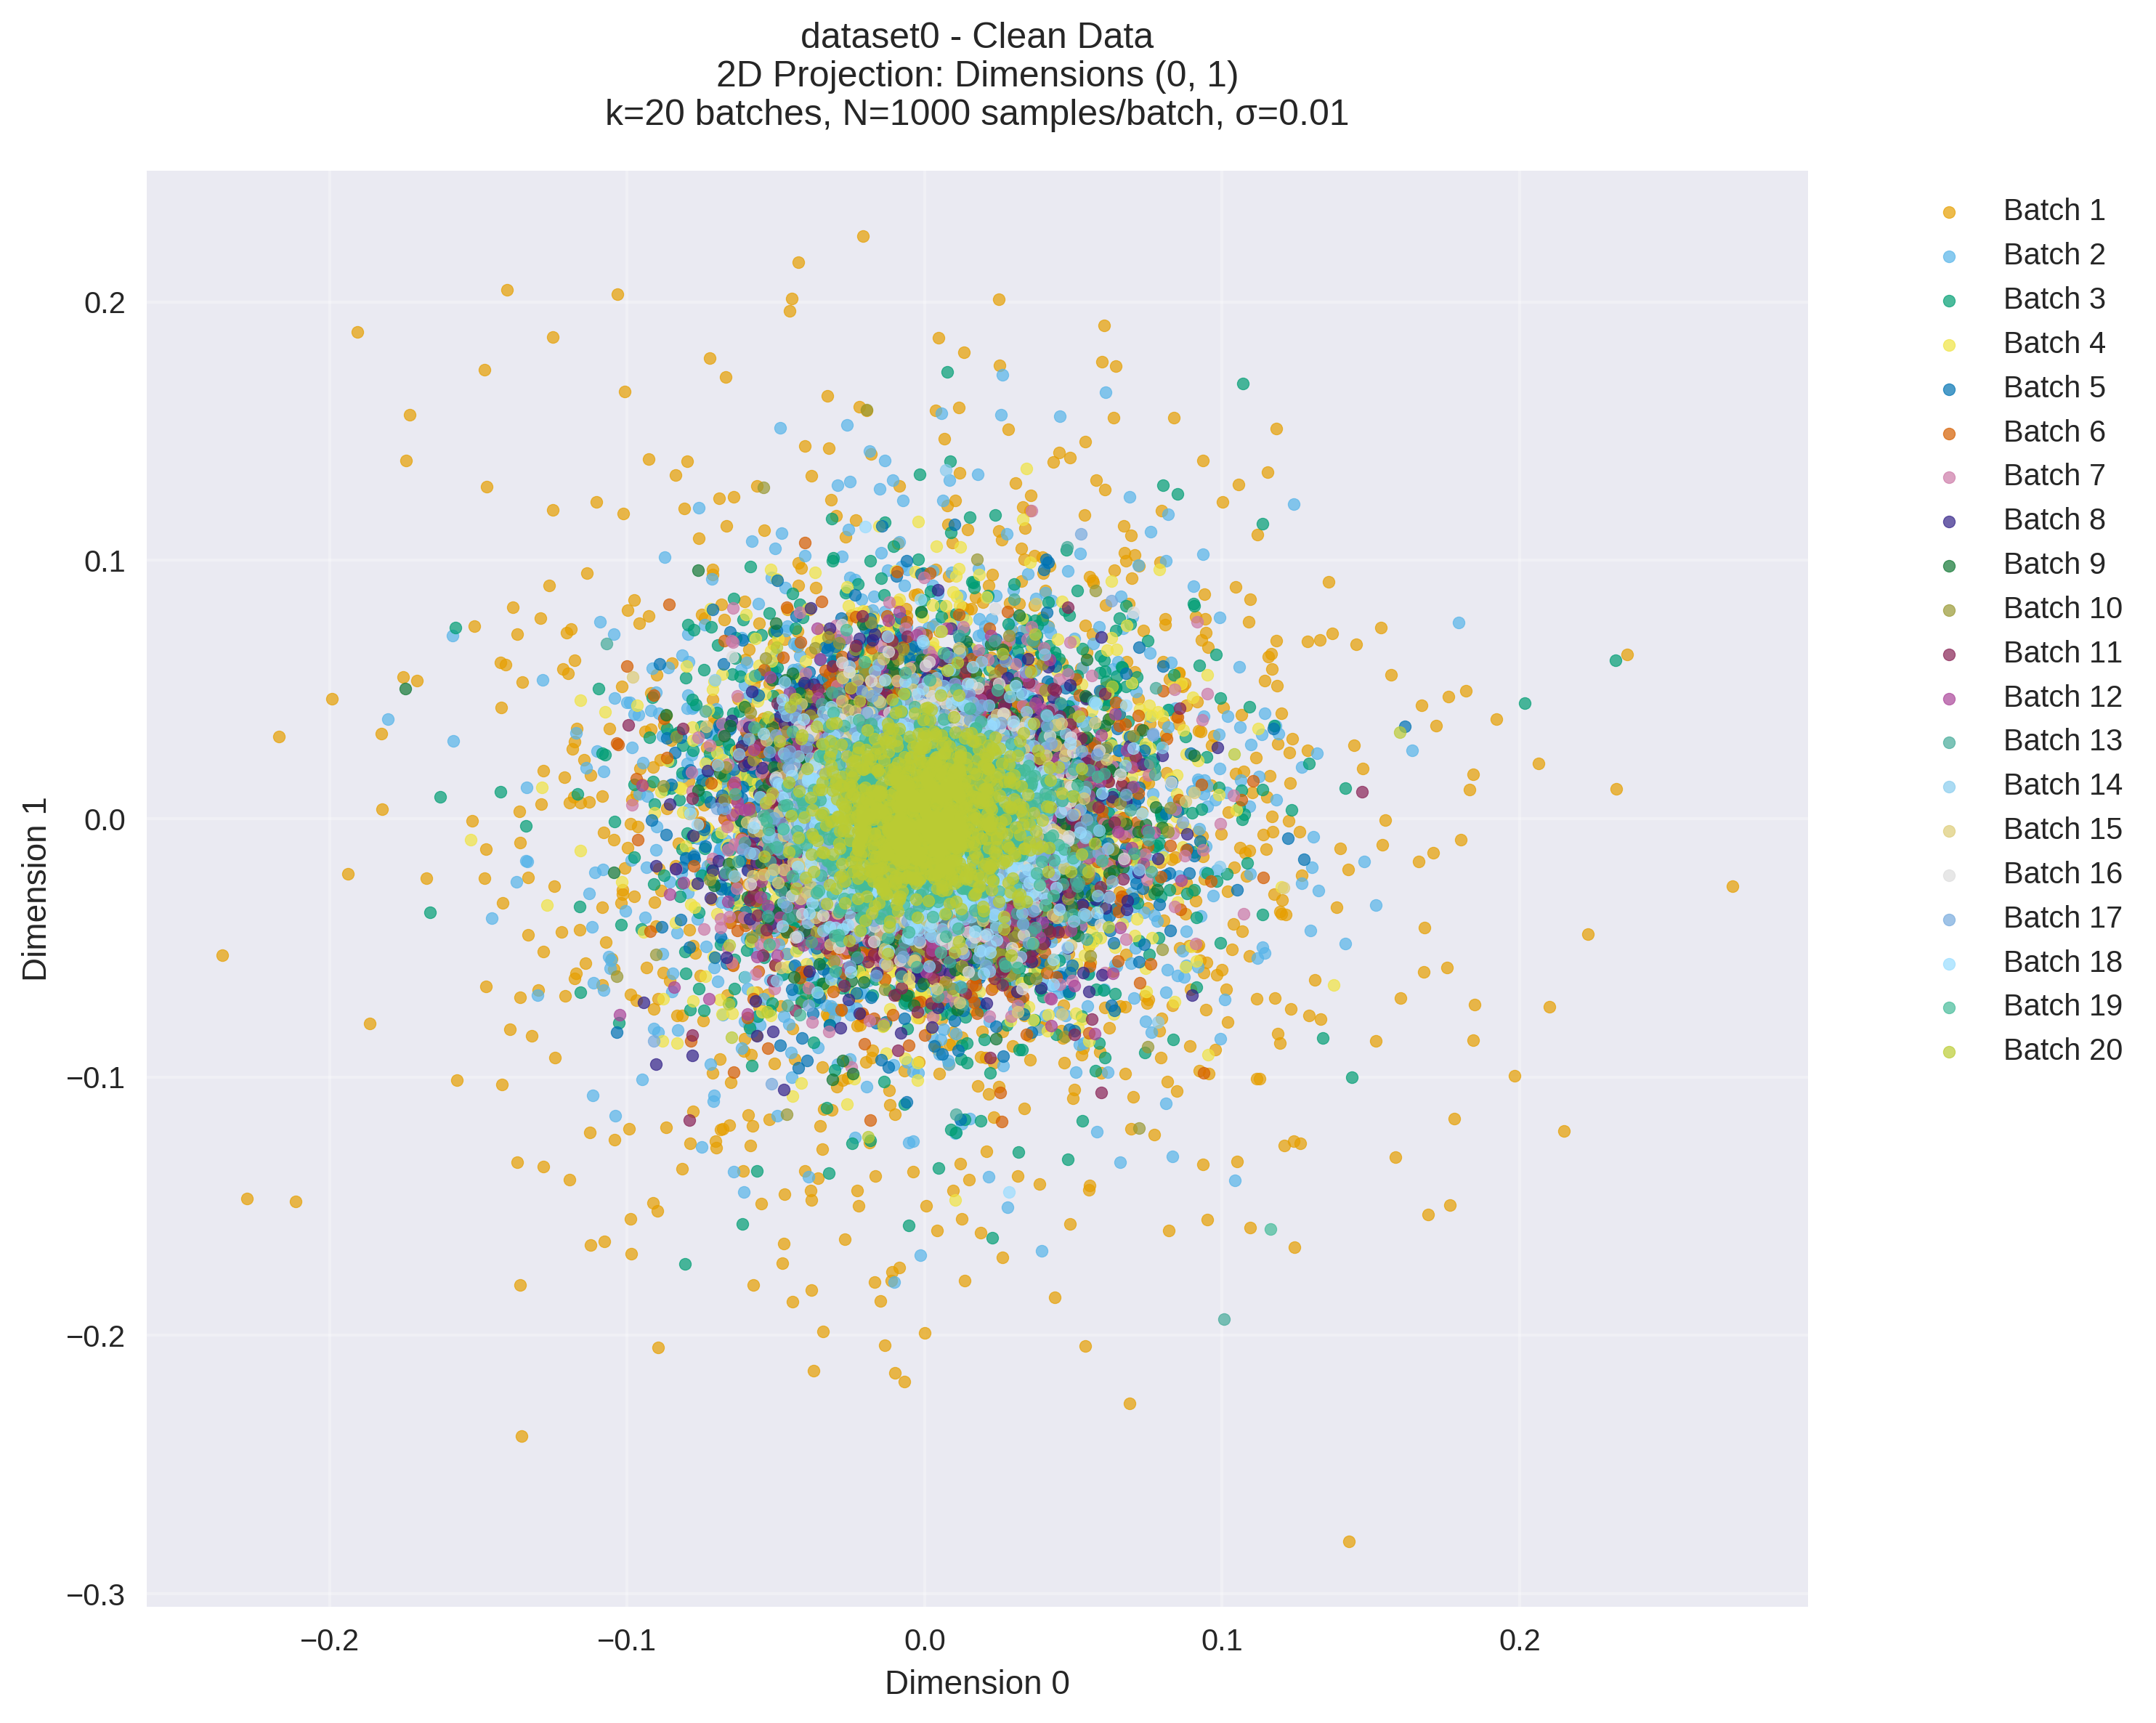 dataset0 - Clean Data
2D Projection: Dimensions (0, 1)
k=20 batches, N=1000 samples/batch, σ=0.01
Batch 1
Batch 2
Batch 3
Batch 4
Batch 5
Batch 6
Batch 7
Batch 8
Batch 9
Batch 10
Batch 11
Batch 12
Batch 13
Batch 14
Batch 15
Batch 16
Batch 17
Batch 18
Batch 19
Batch 20
Dimension 1
0.2
0.1
0.0
−0.1
−0.2
−0.3
−0.2
−0.1
0.0
0.1
0.2
Dimension 0